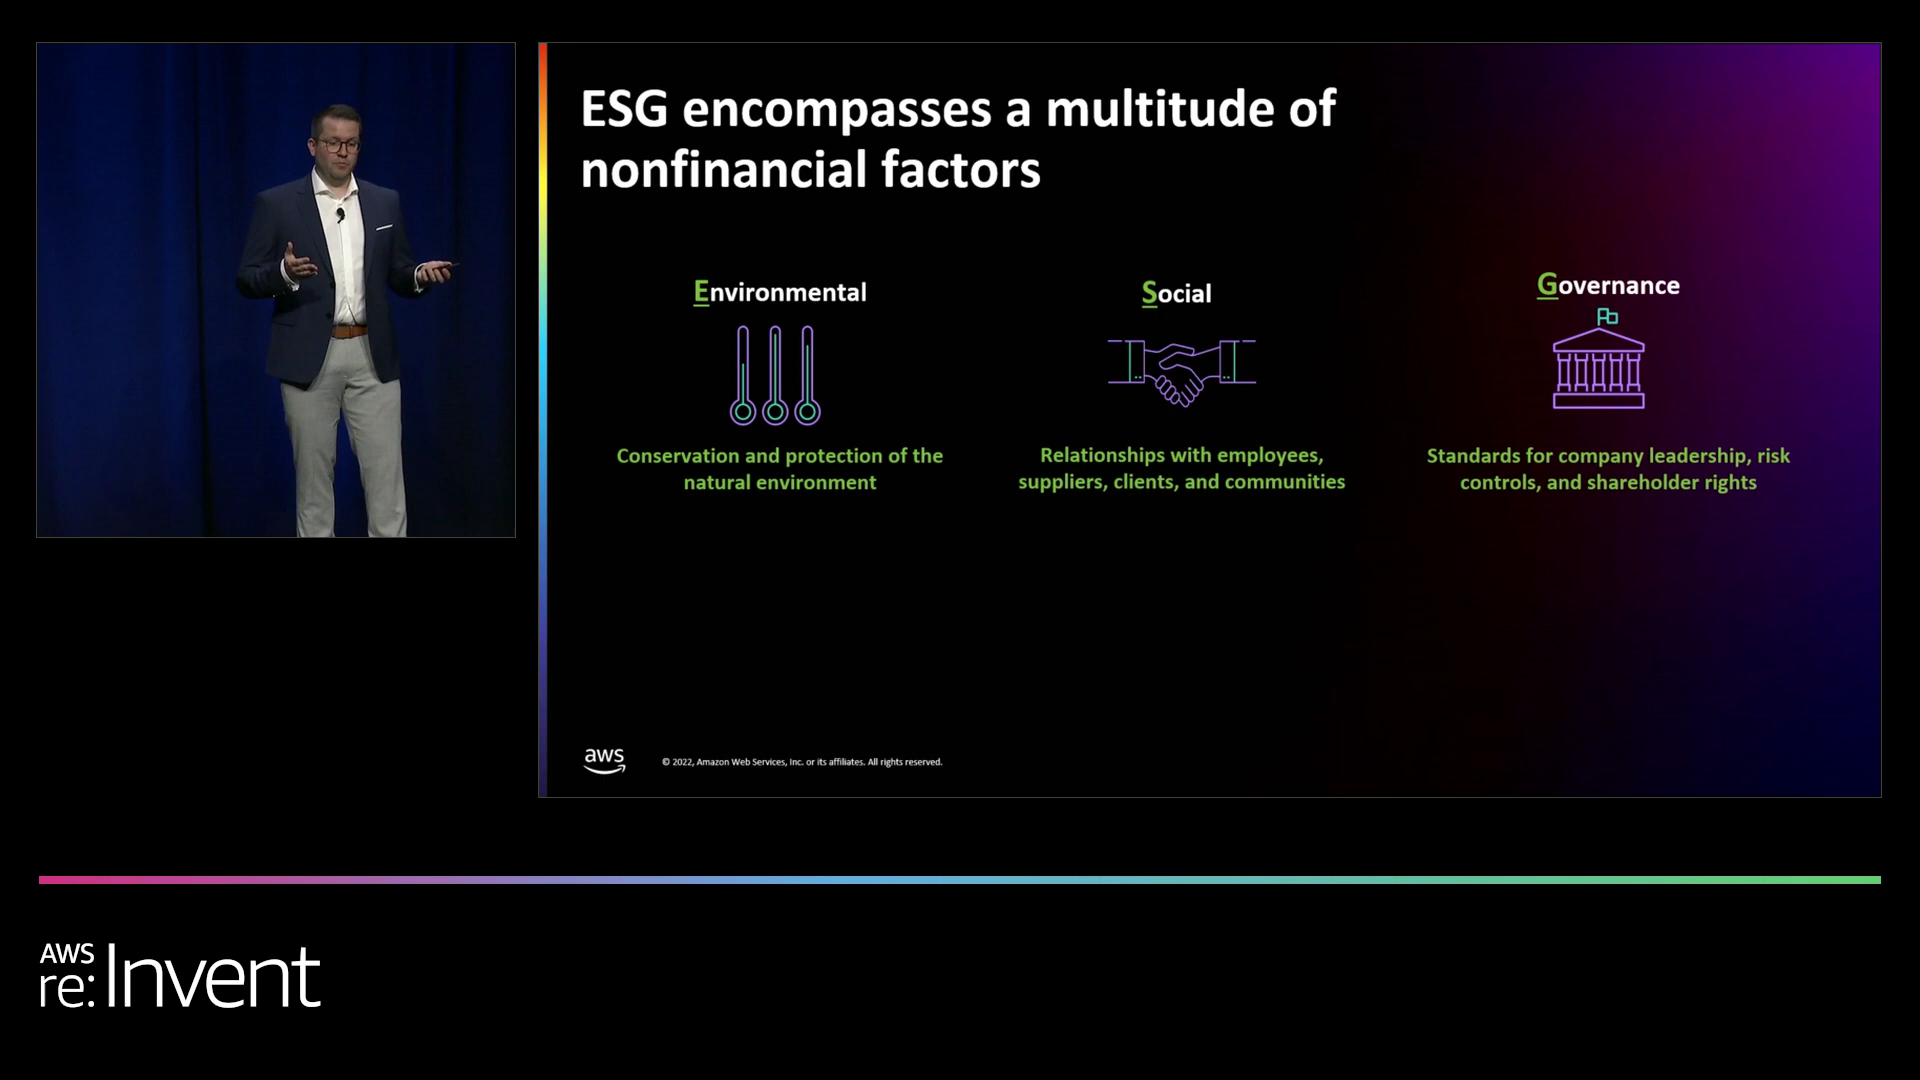 ESG encompasses a multitude of
nonfinancial factors
Environmental
Conservation and protection of the
natural environment
Social
Relationships with employees,
suppliers, clients, and communities
Governance
Standards for company leadership, risk
controls, and shareholder rights
aws
© 2022, Amazon Web Services, Inc. or its affiliates. All rights reserved.
AWS
re:Invent